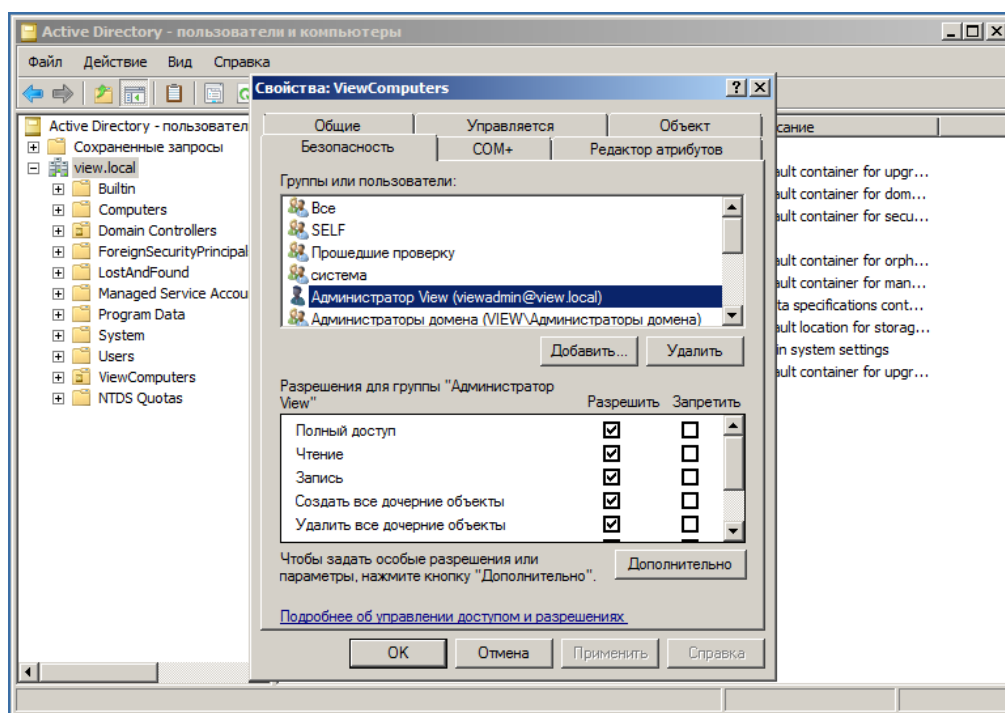 Active Directory - пользователи и компьютеры
Файл Действие Вид Справка
Active Directory - пользовател
Сохраненные запросы
view.local
Builtin
Computers
Domain Controllers
ForeignSecurityPrincipal
LostAndFound
Managed Service Accou
Program Data
System
Users
ViewComputers
NTDS Quotas
Свойства: ViewComputers
Общие Управляется Объект
Безопасность COM+ Редактор атрибутов
Группы или пользователи:
Все
SELF
Прошедшие проверку
система
Администратор View (viewadmin@view.local)
Администраторы домена (VIEW\Администраторы домена)
Добавить... Удалить
Разрешения для группы "Администратор
View" Разрешить Запретить
Полный доступ
Чтение
Запись
Создать все дочерние объекты
Удалить все дочерние объекты
Чтобы задать особые разрешения или
параметры, нажмите кнопку "Дополнительно".
Дополнительно
Подробнее об управлении доступом и разрешениях
OK Отмена Применить Справка
сание
ault container for upgr...
ault container for dom...
ault container for secu...
ault container for orph...
ault container for man...
ta specifications cont...
ault location for storag...
in system settings
ault container for upgr...